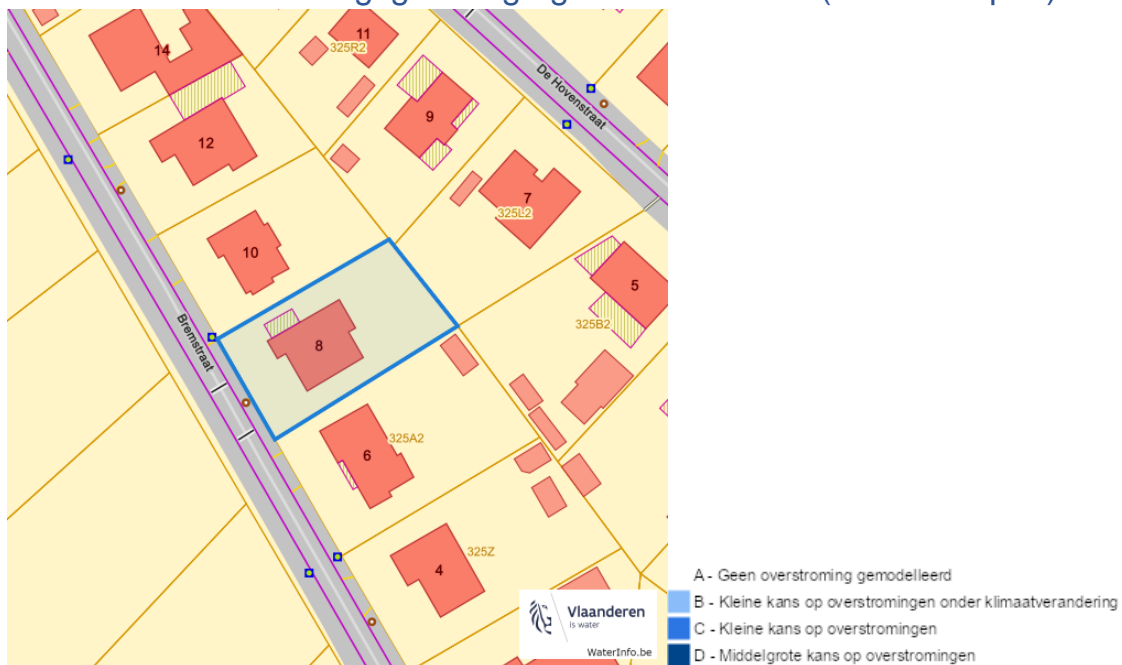 14
11
325R2
De Hovenstraat
9
12
7
325L2
10
5
Bremstraat
8
325B2
325A2
6
325Z
4
Vlaanderen
is water
WaterInfo.be
A - Geen overstroming gemodelleerd
B - Kleine kans op overstromingen onder klimaatverandering
C - Kleine kans op overstromingen
D - Middelgrote kans op overstromingen